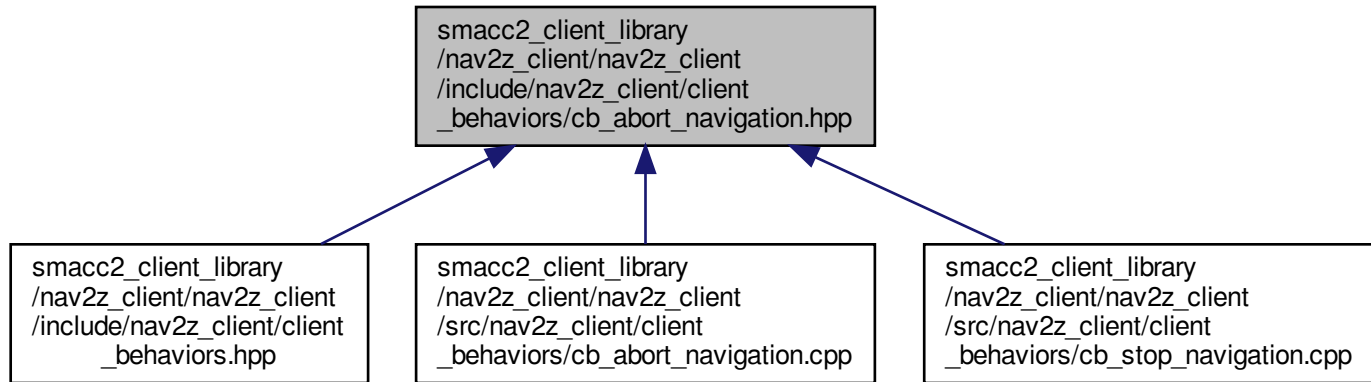 smacc2_client_library
/nav2z_client/nav2z_client
/include/nav2z_client/client
_behaviors/cb_abort_navigation.hpp
smacc2_client_library
/nav2z_client/nav2z_client
/include/nav2z_client/client
_behaviors.hpp
smacc2_client_library
/nav2z_client/nav2z_client
/src/nav2z_client/client
_behaviors/cb_abort_navigation.cpp
smacc2_client_library
/nav2z_client/nav2z_client
/src/nav2z_client/client
_behaviors/cb_stop_navigation.cpp